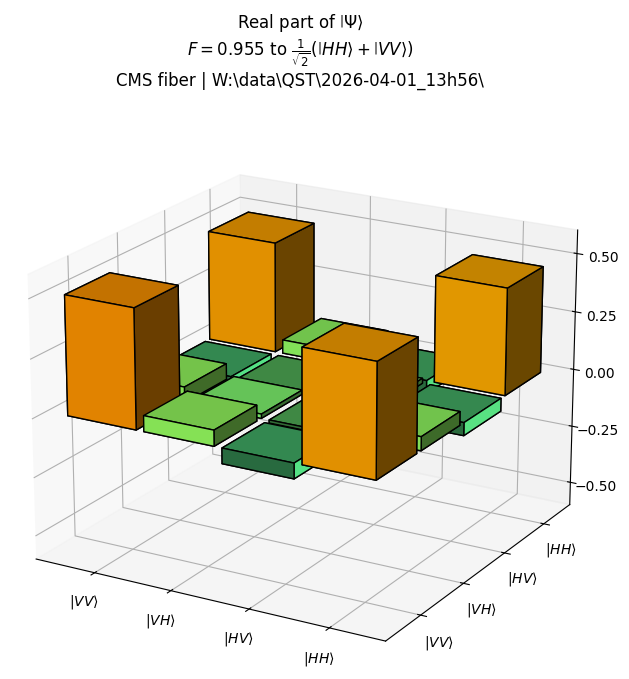 Real part of |Ψ⟩
F = 0.955 to 1/√2(|HH⟩ + |VV⟩)
CMS fiber | W:\data\QST\2026-04-01_13h56\
0.50
0.25
0.00
−0.25
−0.50
|HH⟩
|HV⟩
|VH⟩
|VV⟩
|VV⟩
|VH⟩
|HV⟩
|HH⟩